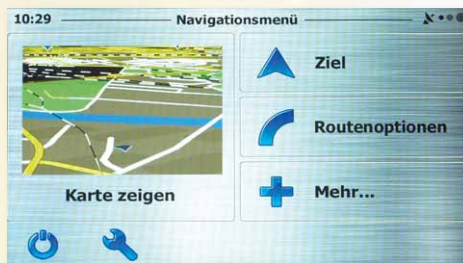 10:29 Navigationsmenü
Ziel
Routenoptionen
Karte zeigen
Mehr...